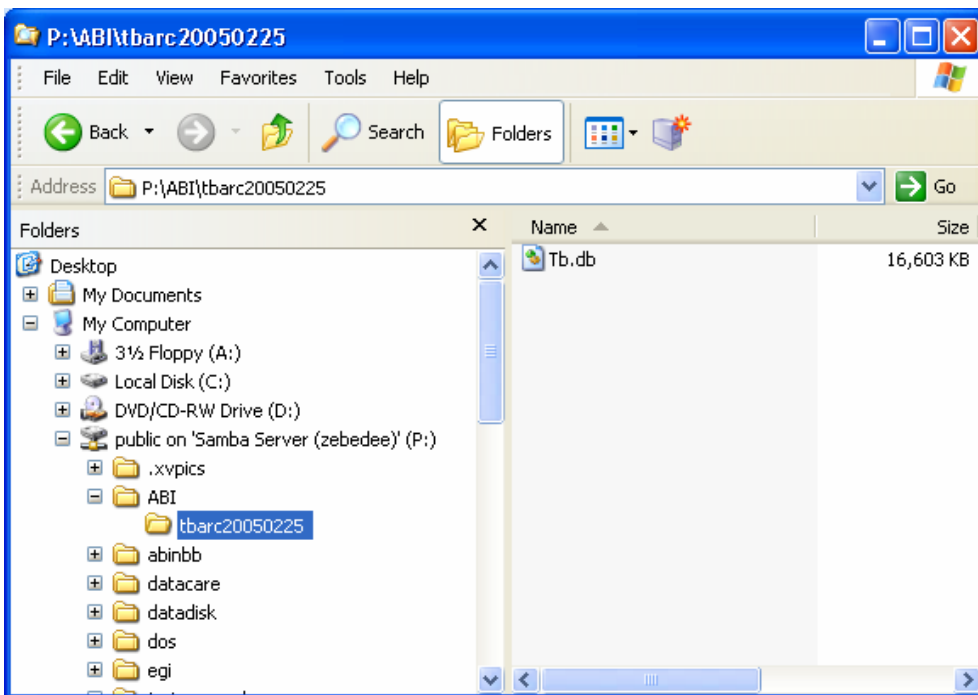 P:\ABI\tbarc20050225
File Edit View Favorites Tools Help
Back Search Folders
Address P:\ABI\tbarc20050225 Go
Folders
Name Size
Desktop
Tb.db 16,603 KB
My Documents
My Computer
3½ Floppy (A:)
Local Disk (C:)
DVD/CD-RW Drive (D:)
public on 'Samba Server (zebedee)' (P:)
.xvpics
ABI
tbarc20050225
abinbb
datacare
datadisk
dos
egi